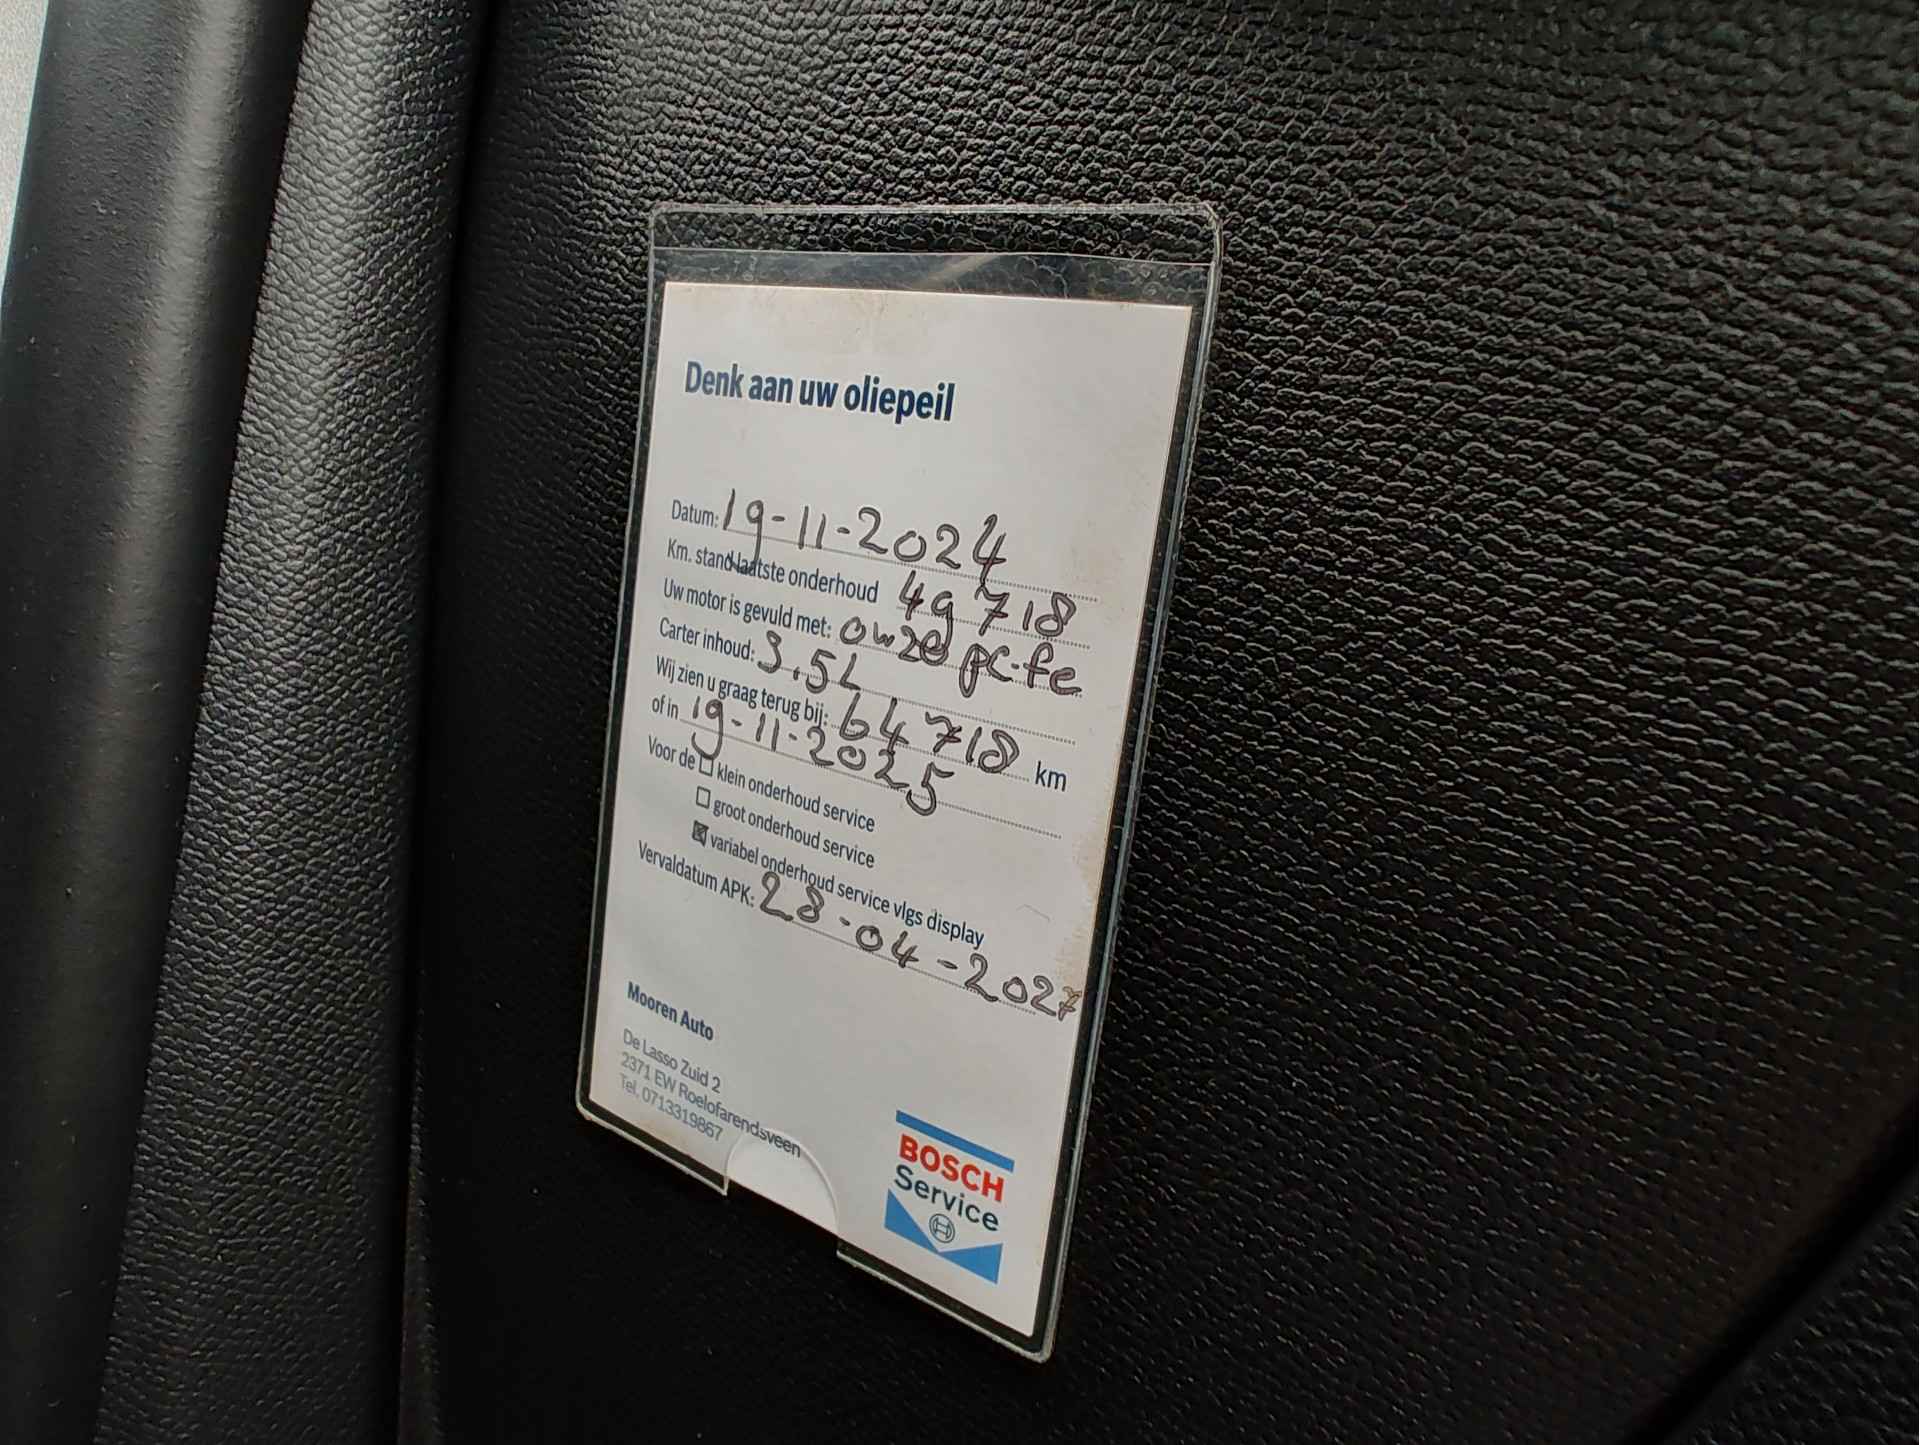 Denk aan uw oliepeil
Datum: 19-11-2024
Km. stand laatste onderhoud 49718
Uw motor is gevuld met: 0w20 pc-fe
Carter inhoud: 3.5L
Wij zien u graag terug bij: 64718 km
of in 19-11-2025
Voor de klein onderhoud service
groot onderhoud service
variabel onderhoud service vlgs display
Vervaldatum APK: 28-04-2027
Mooren Auto
De Lasso Zuid 2
2371 EW Roelofarendsveen
Tel. 0713319867
BOSCH
Service